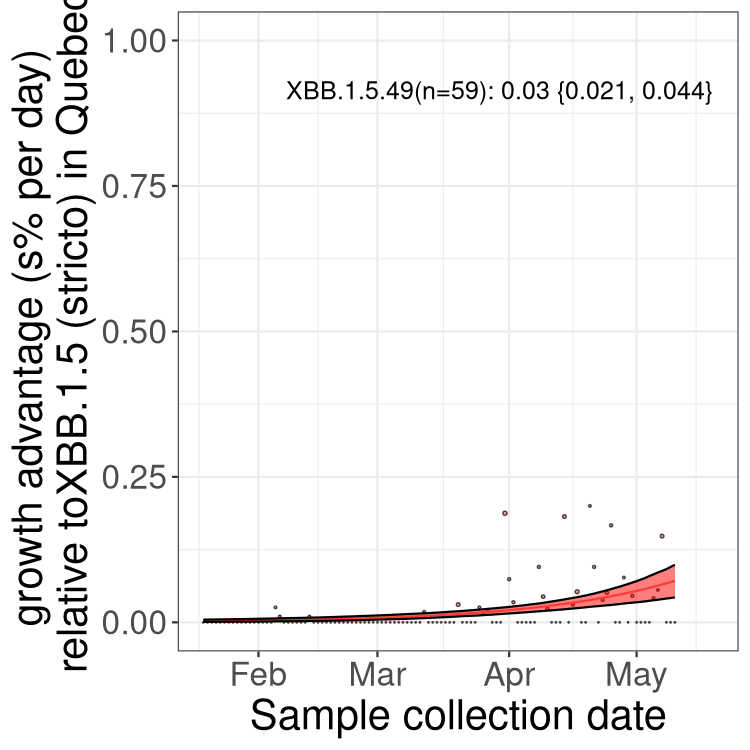 growth advantage (s% per day)
relative toXBB.1.5 (stricto) in Quebec
1.00
0.75
0.50
0.25
0.00
XBB.1.5.49(n=59): 0.03 {0.021, 0.044}
Feb Mar Apr May
Sample collection date